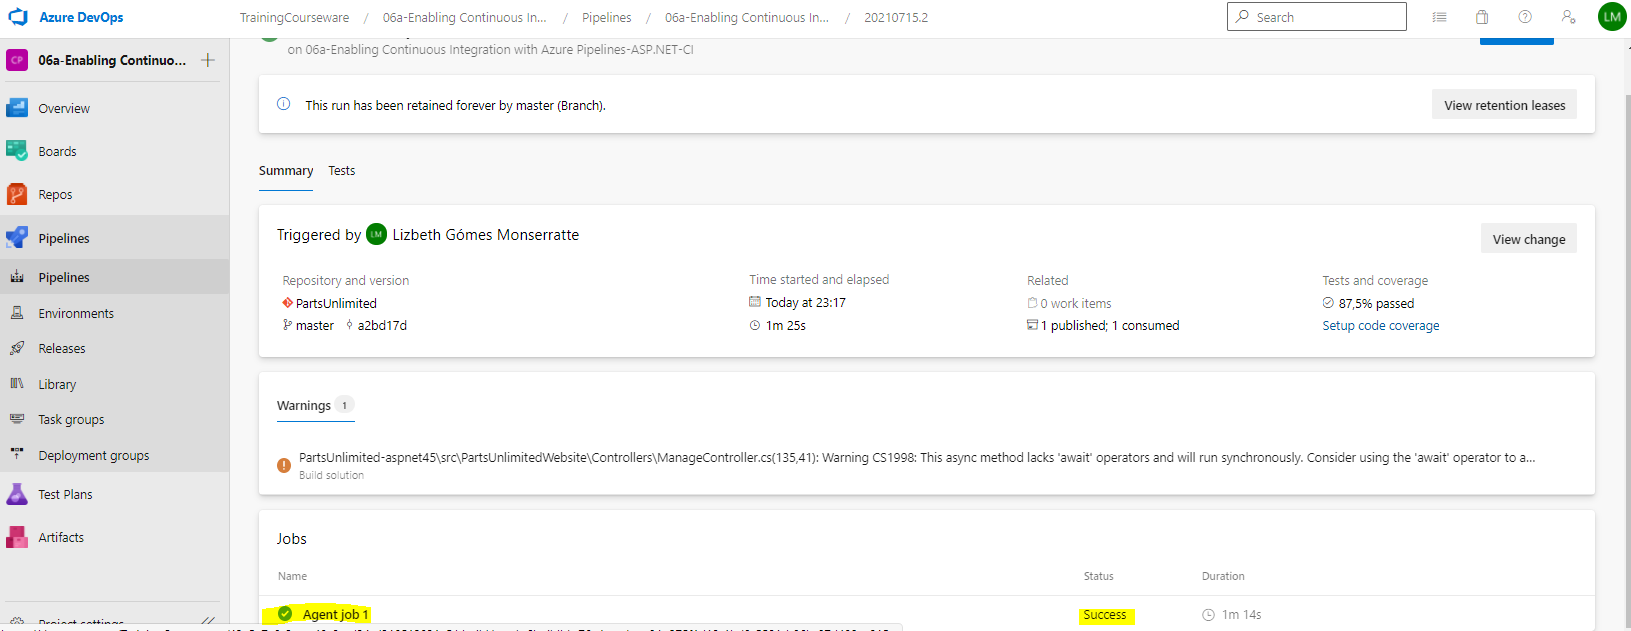 Azure DevOps
TrainingCourseware / 06a-Enabling Continuous In... / Pipelines / 06a-Enabling Continuous In... / 20210715.2
Search
LM
CP 06a-Enabling Continuo... +
Overview
Boards
Repos
Pipelines
Pipelines
Environments
Releases
Library
Task groups
Deployment groups
Test Plans
Artifacts
Project settings
on 06a-Enabling Continuous Integration with Azure Pipelines-ASP.NET-CI
This run has been retained forever by master (Branch).
View retention leases
Summary Tests
Triggered by LM Lizbeth Gómes Monserratte
View change
Repository and version
PartsUnlimited
master a2bd17d
Time started and elapsed
Today at 23:17
1m 25s
Related
0 work items
1 published; 1 consumed
Tests and coverage
87,5% passed
Setup code coverage
Warnings 1
PartsUnlimited-aspnet45\src\PartsUnlimitedWebsite\Controllers\ManageController.cs(135,41): Warning CS1998: This async method lacks 'await' operators and will run synchronously. Consider using the 'await' operator to a...
Build solution
Jobs
Name Status Duration
Agent job 1 Success 1m 14s